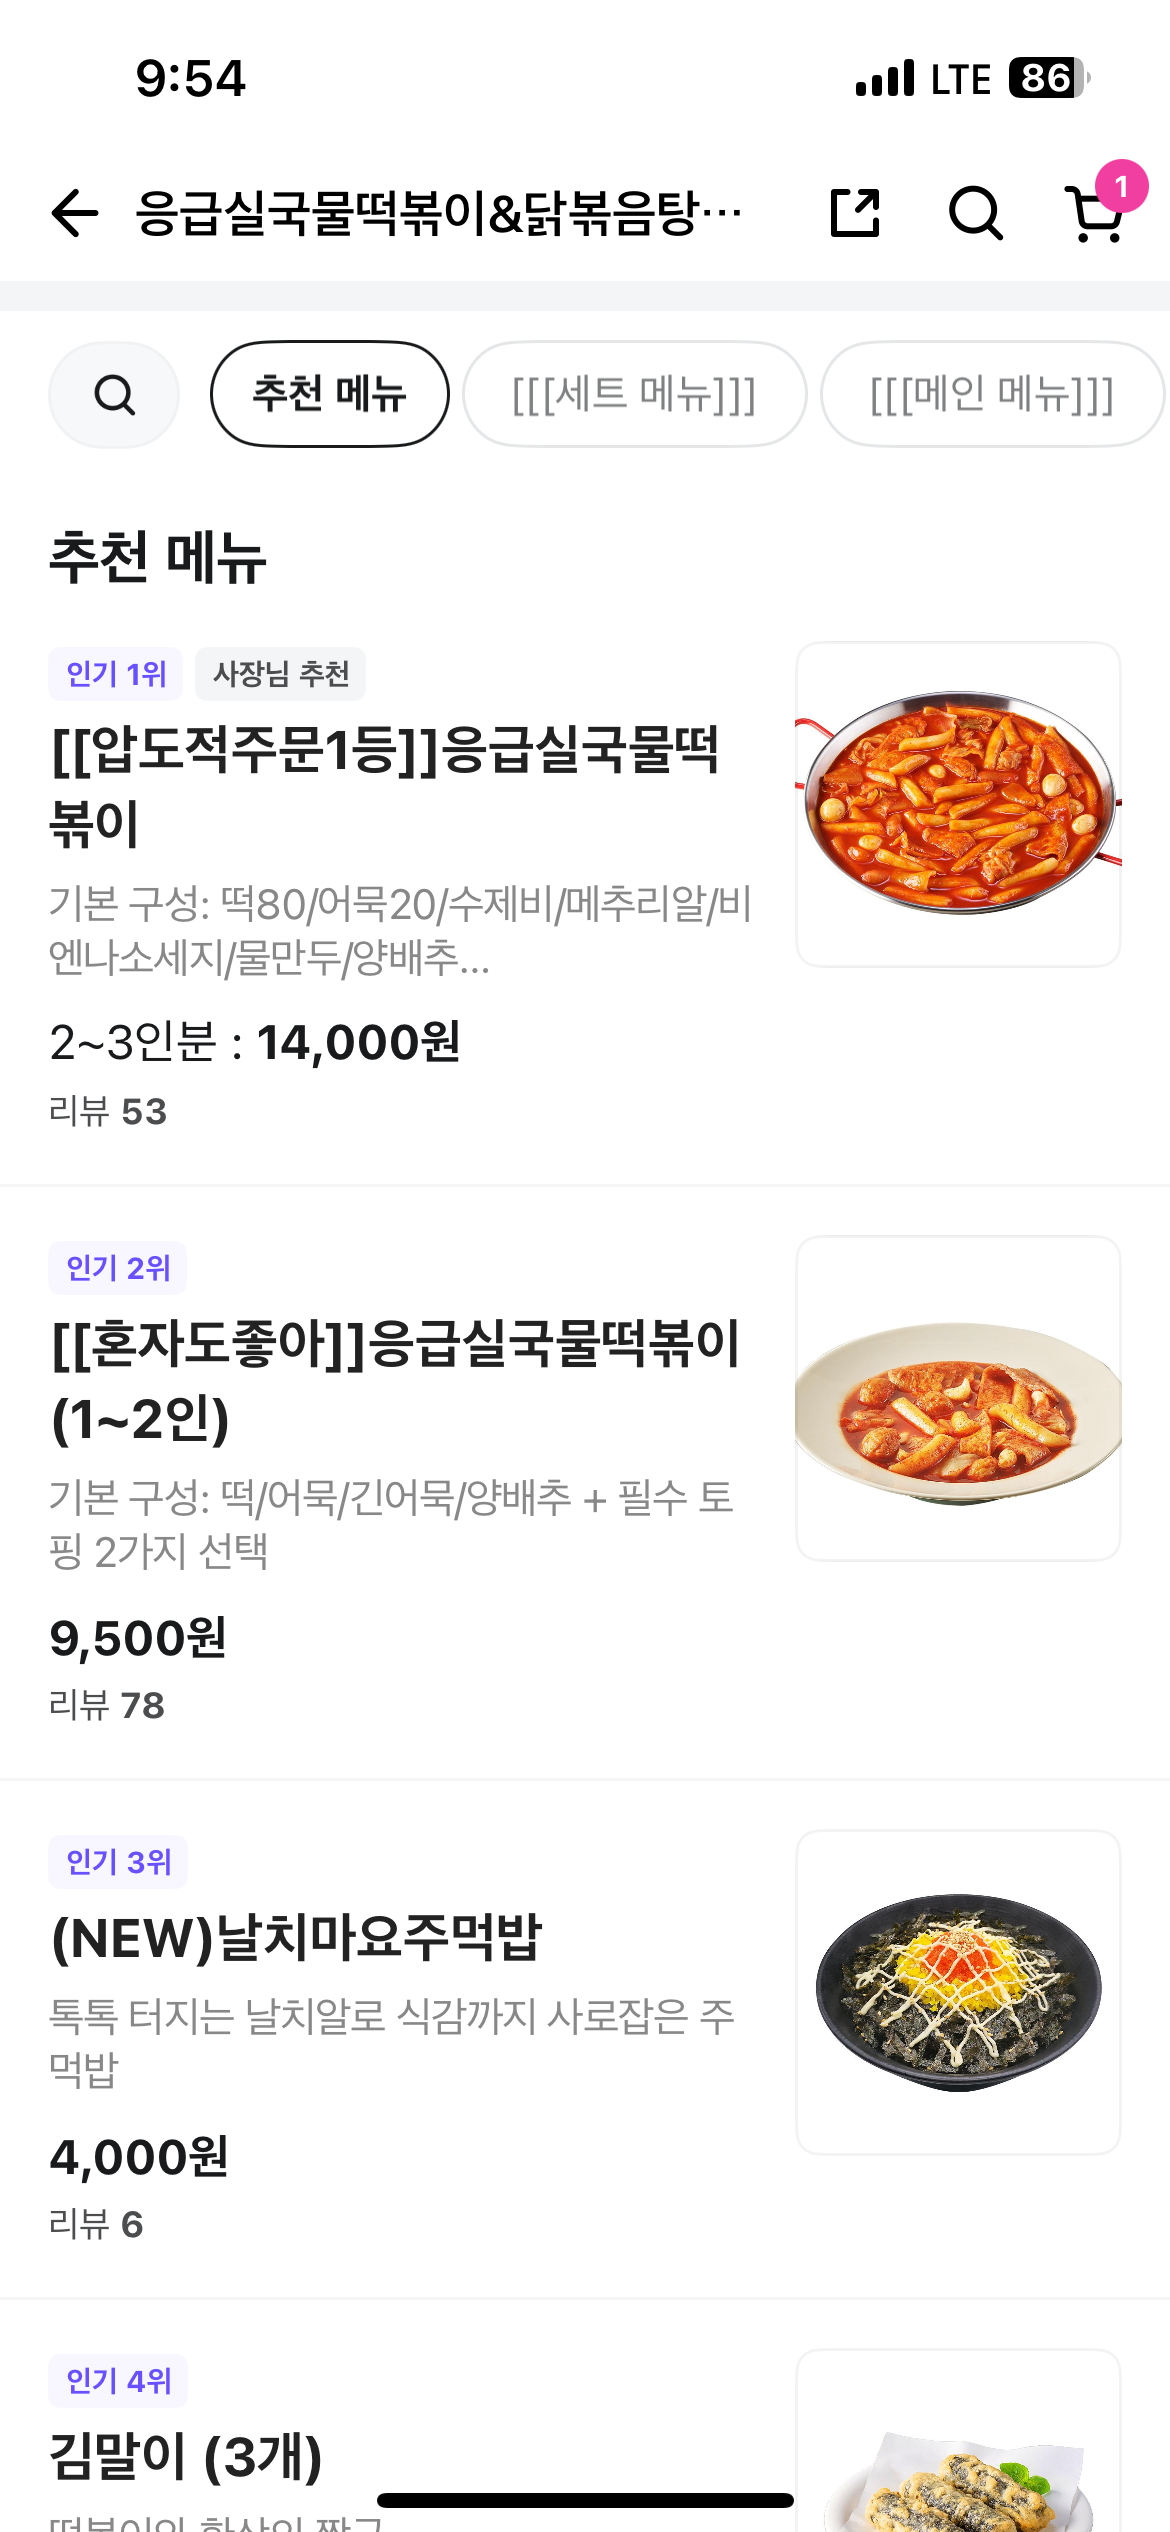 9:54
LTE 86
응급실국물떡볶이&닭볶음탕…
1
추천 메뉴
[[[세트 메뉴]]]
[[[메인 메뉴]]]
추천 메뉴
인기 1위
사장님 추천
[[압도적주문1등]]응급실국물떡
볶이
기본 구성: 떡80/어묵20/수제비/메추리알/비
엔나소세지/물만두/양배추...
2~3인분 : 14,000원
리뷰 53
인기 2위
[[혼자도좋아]]응급실국물떡볶이
(1~2인)
기본 구성: 떡/어묵/긴어묵/양배추 + 필수 토
핑 2가지 선택
9,500원
리뷰 78
인기 3위
(NEW)날치마요주먹밥
톡톡 터지는 날치알로 식감까지 사로잡은 주
먹밥
4,000원
리뷰 6
인기 4위
김말이 (3개)
떡볶이와 환상의 짝꿍